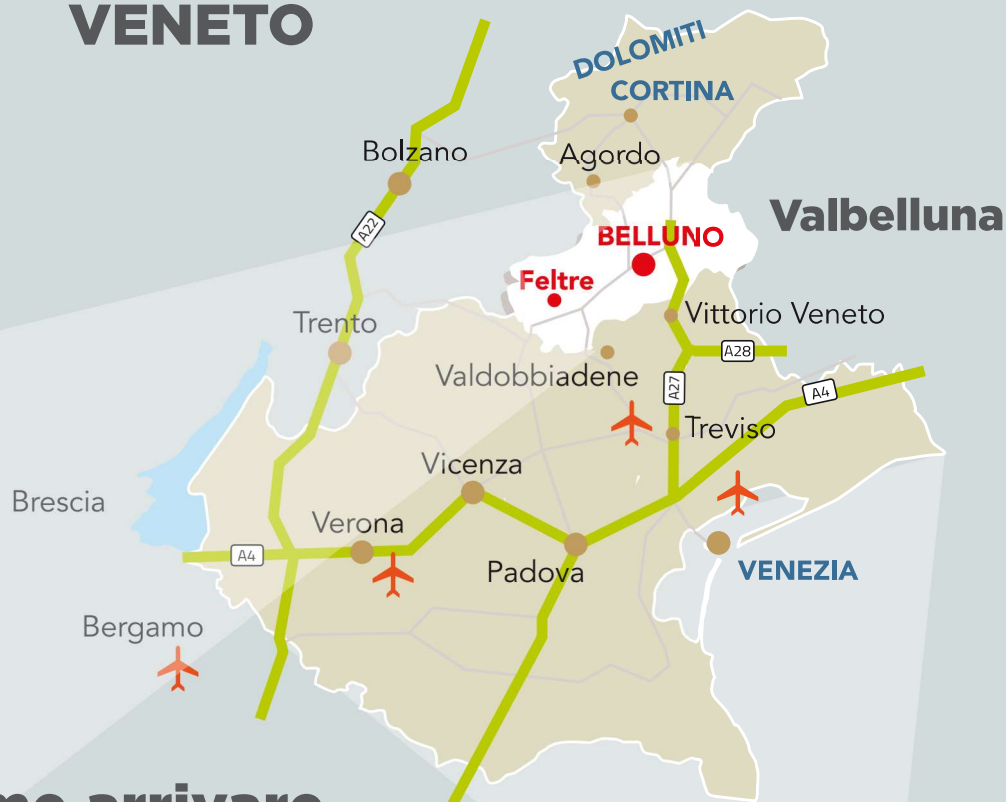 VENETO
DOLOMITI
CORTINA
Bolzano
Agordo
Valbelluna
A22
BELLUNO
Feltre
Vittorio Veneto
Trento
A28
Valdobbiadene
A27
A4
Treviso
Vicenza
Brescia
Verona
A4
Padova
VENEZIA
Bergamo
arrivare